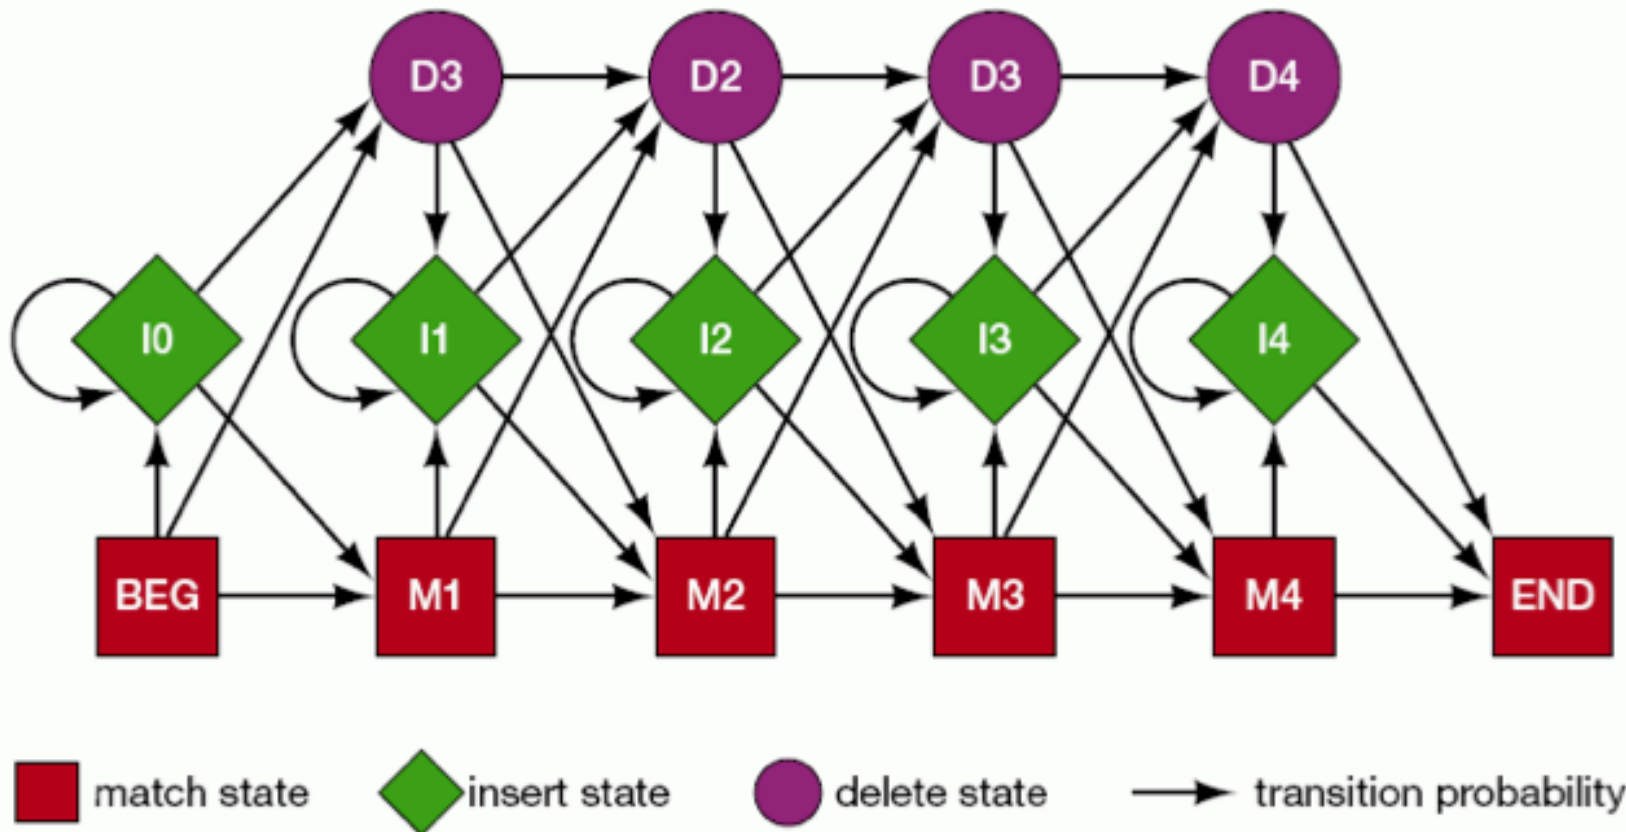 D3 D2 D3 D4
I0 I1 I2 I3 I4
BEG M1 M2 M3 M4 END
match state insert state delete state transition probability